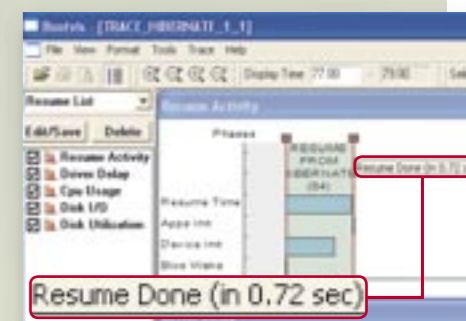 Bootvis - [TRACE_HIBERNATE_1_1]
File View Format Tools Trace Help
Display Time 77.00 - 79.00 Sel
Resume List
Resume Activity
Edit/Save Delete
Phases
Resume Activity
Driver Delay
Cpu Usage
Disk I/O
Disk Utilization
RESUME
FROM
HIBERNATE
(S4)
Resume Done (in 0.72 s
Resume Time
Apps Init
Device Init
Bios Wake
Resume Done (in 0.72 sec)